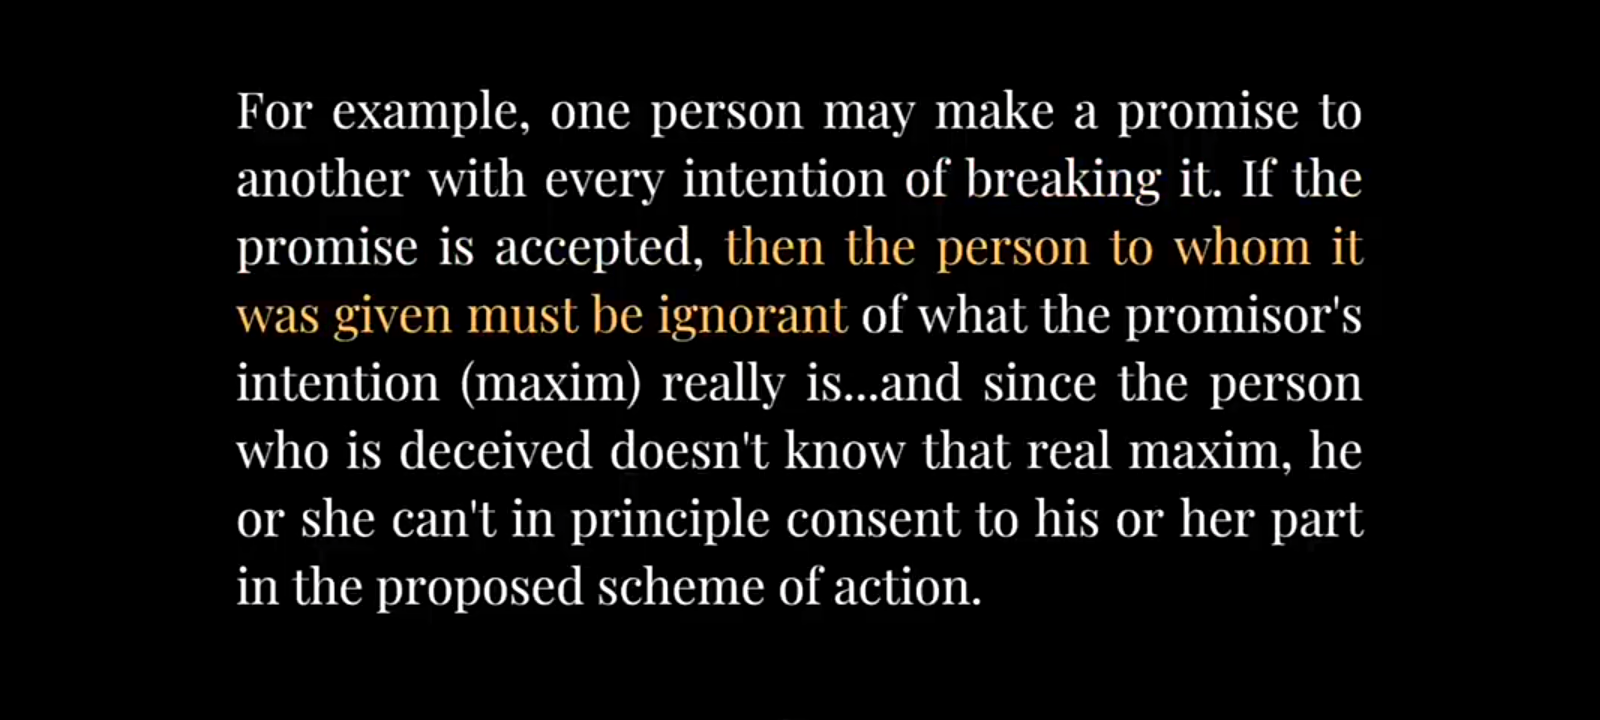 For example, one person may make a promise to
another with every intention of breaking it. If the
promise is accepted, then the person to whom it
was given must be ignorant of what the promisor's
intention (maxim) really is...and since the person
who is deceived doesn't know that real maxim, he
or she can't in principle consent to his or her part
in the proposed scheme of action.